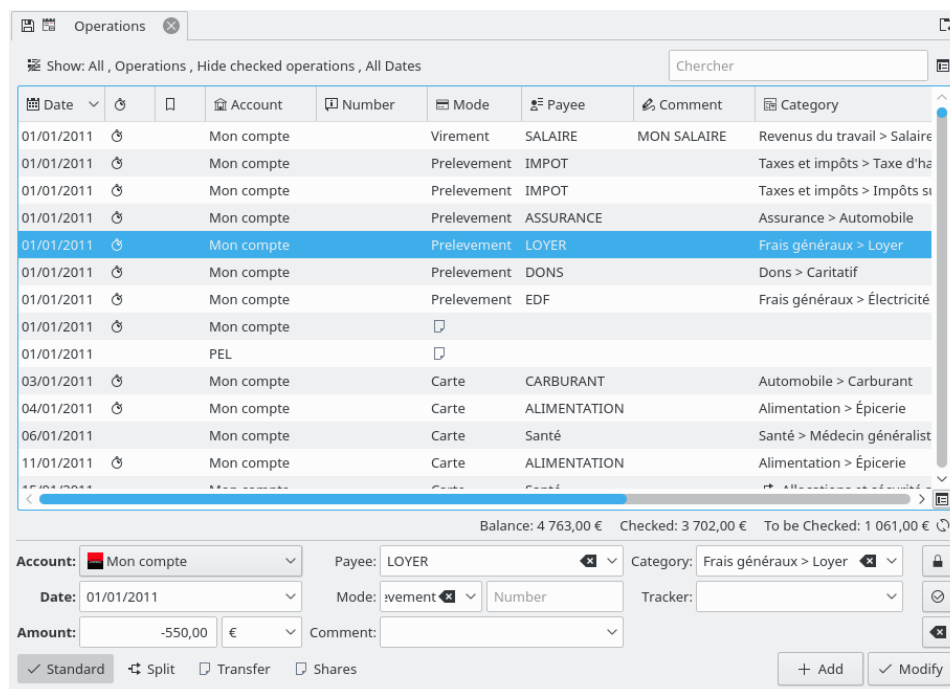 Operations
Show: All , Operations , Hide checked operations , All Dates Chercher
Date Account Number Mode Payee Comment Category
01/01/2011 Mon compte Virement SALAIRE MON SALAIRE Revenus du travail > Salaire
01/01/2011 Mon compte Prelevement IMPOT Taxes et impôts > Taxe d'ha
01/01/2011 Mon compte Prelevement IMPOT Taxes et impôts > Impôts su
01/01/2011 Mon compte Prelevement ASSURANCE Assurance > Automobile
01/01/2011 Mon compte Prelevement LOYER Frais généraux > Loyer
01/01/2011 Mon compte Prelevement DONS Dons > Caritatif
01/01/2011 Mon compte Prelevement EDF Frais généraux > Électricité
01/01/2011 Mon compte
01/01/2011 PEL
03/01/2011 Mon compte Carte CARBURANT Automobile > Carburant
04/01/2011 Mon compte Carte ALIMENTATION Alimentation > Épicerie
06/01/2011 Mon compte Carte Santé Santé > Médecin généralist
11/01/2011 Mon compte Carte ALIMENTATION Alimentation > Épicerie
Balance: 4 763,00 € Checked: 3 702,00 € To be Checked: 1 061,00 €
Account: Mon compte Payee: LOYER Category: Frais généraux > Loyer
Date: 01/01/2011 Mode: evement Number Tracker:
Amount: -550,00 € Comment:
Standard Split Transfer Shares Add Modify